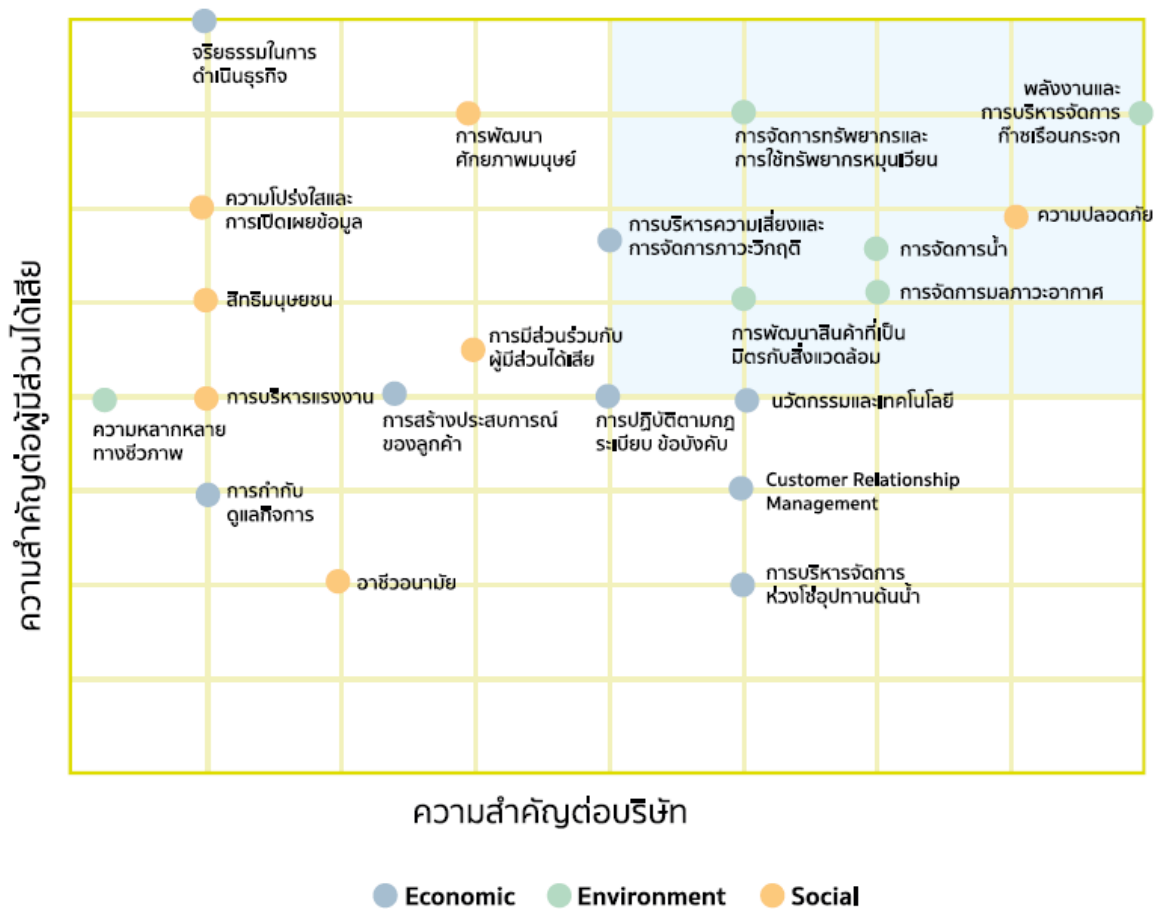 จริยธรรมในการ
ดำเนินธุรกิจ
พลังงานและ
การบริหารจัดการ
ก๊าซเรือนกระจก
การพัฒนา
ศักยภาพมนุษย์
การจัดการทรัพยากรและ
การใช้ทรัพยากรหมุนเวียน
ความโปร่งใสและ
การเปิดเผยข้อมูล
การบริหารความเสี่ยงและ
การจัดการภาวะวิกฤติ
ความปลอดภัย
การจัดการน้ำ
สิทธิมนุษยชน
การจัดการมลภาวะอากาศ
การมีส่วนร่วมกับ
ผู้มีส่วนได้เสีย
การพัฒนาสินค้าที่เป็น
มิตรกับสิ่งแวดล้อม
ความหลากหลาย
ทางชีวภาพ
การบริหารแรงงาน
การสร้างประสบการณ์
ของลูกค้า
การปฏิบัติตามกฎ
ระเบียบ ข้อบังคับ
นวัตกรรมและเทคโนโลยี
การกำกับ
ดูแลกิจการ
Customer Relationship
Management
อาชีวอนามัย
การบริหารจัดการ
ห่วงโซ่อุปทานต้นน้ำ
ความสำคัญต่อผู้มีส่วนได้เสีย
ความสำคัญต่อบริษัท
Economic
Environment
Social